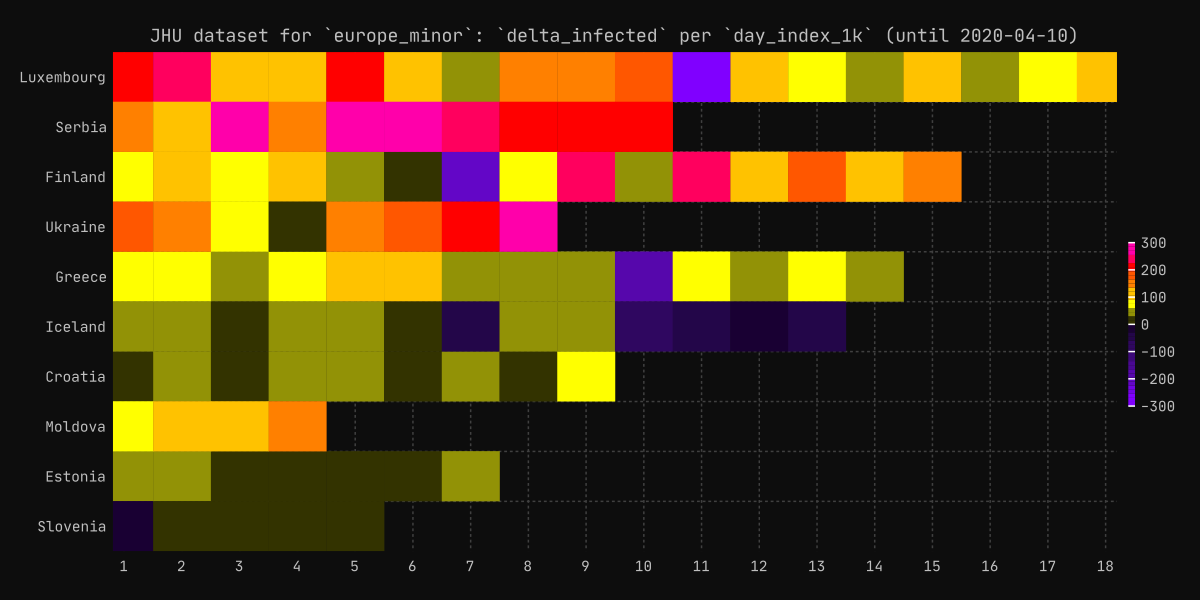 JHU dataset for `europe_minor`: `delta_infected` per `day_index_1k` (until 2020-04-10)
Luxembourg
Serbia
Finland
Ukraine
Greece
Iceland
Croatia
Moldova
Estonia
Slovenia
1 2 3 4 5 6 7 8 9 10 11 12 13 14 15 16 17 18
300
200
100
0
-100
-200
-300